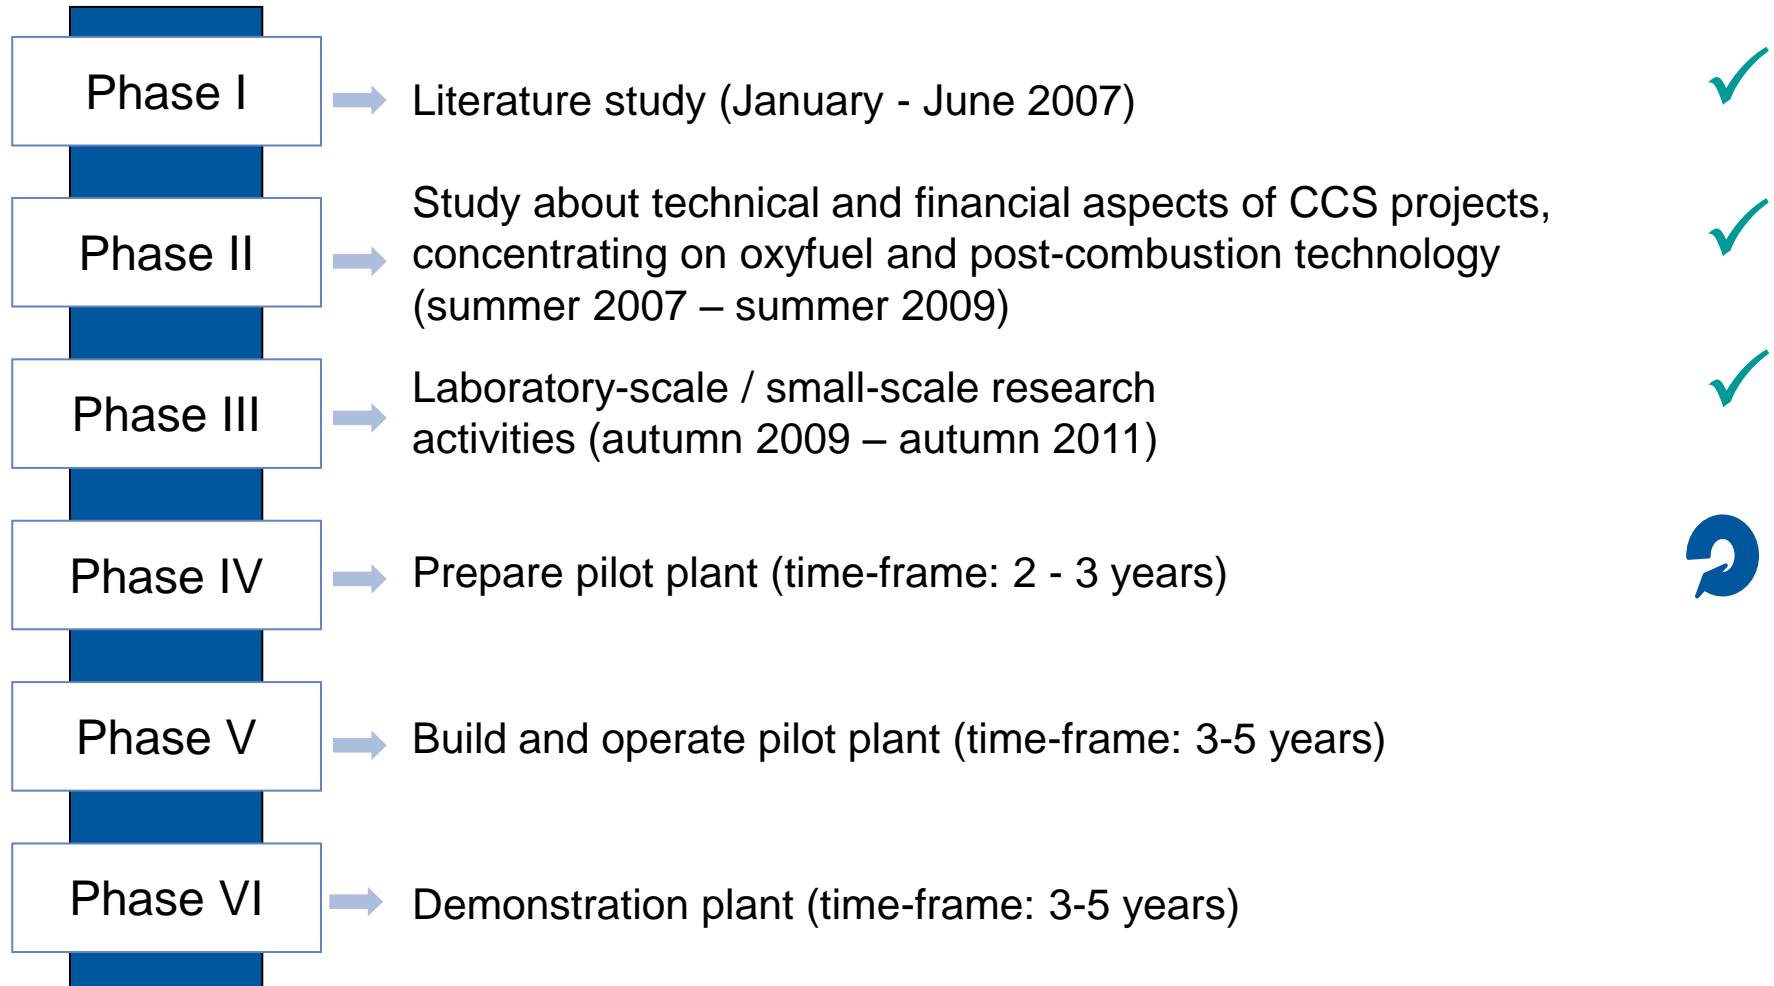 Phase I
Literature study (January - June 2007)
Phase II
Study about technical and financial aspects of CCS projects,
concentrating on oxyfuel and post-combustion technology
(summer 2007 – summer 2009)
Phase III
Laboratory-scale / small-scale research
activities (autumn 2009 – autumn 2011)
Phase IV
Prepare pilot plant (time-frame: 2 - 3 years)
Phase V
Build and operate pilot plant (time-frame: 3-5 years)
Phase VI
Demonstration plant (time-frame: 3-5 years)